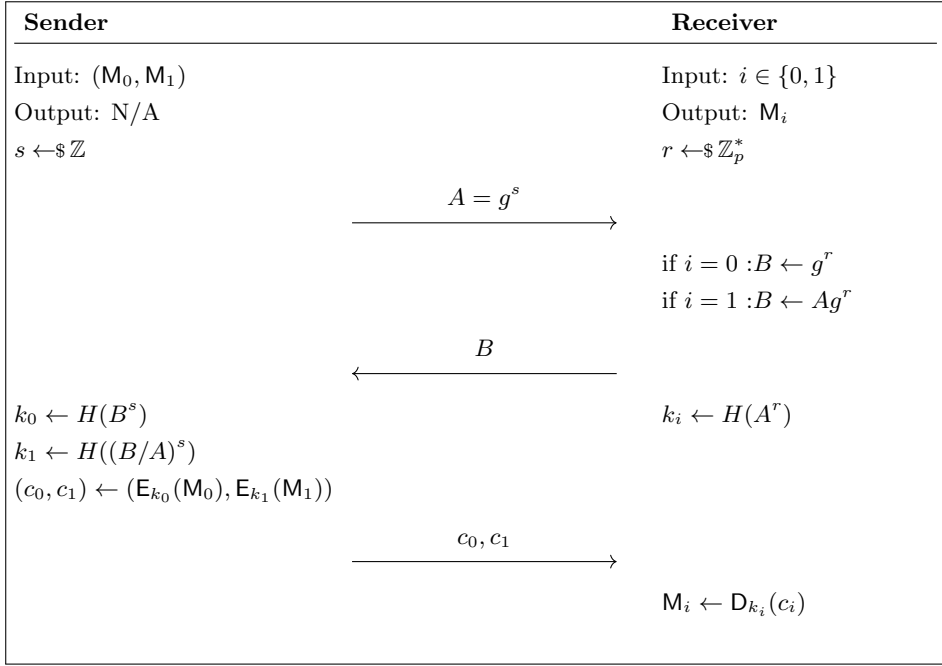 Sender Receiver
Input: (M₀, M₁) Input: i ∈ {0, 1}
Output: N/A Output: Mᵢ
s ←$ ℤ r ←$ ℤ*ₚ
A = gˢ
if i = 0 :B ← gʳ
if i = 1 :B ← Agʳ
B
k₀ ← H(Bˢ) kᵢ ← H(Aʳ)
k₁ ← H((B/A)ˢ)
(c₀, c₁) ← (E_{k₀}(M₀), E_{k₁}(M₁))
c₀, c₁
Mᵢ ← D_{kᵢ}(cᵢ)